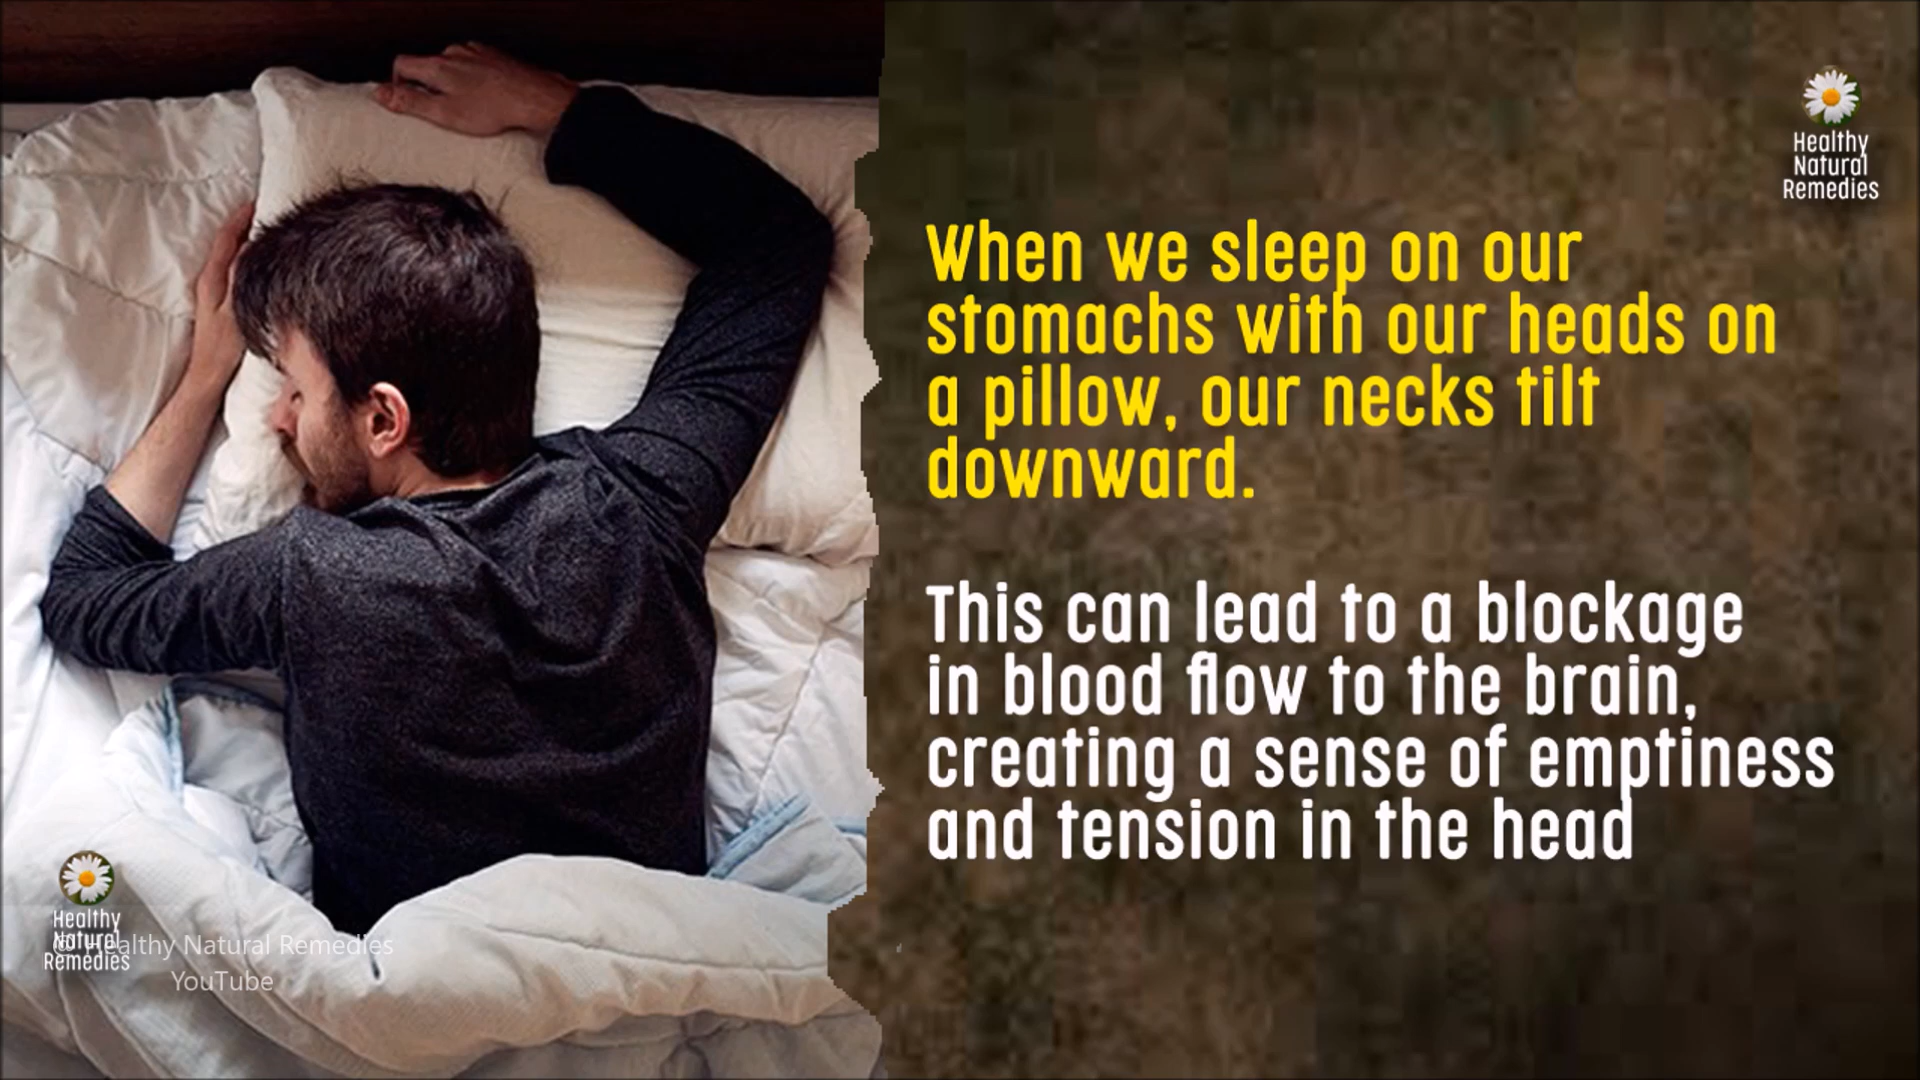 Healthy
Natural
Remedies
When we sleep on our
stomachs with our heads on
a pillow, our necks tilt
downward.
This can lead to a blockage
in blood flow to the brain,
creating a sense of emptiness
and tension in the head
Healthy
Natural
Remedies
© Healthy Natural Remedies
YouTube